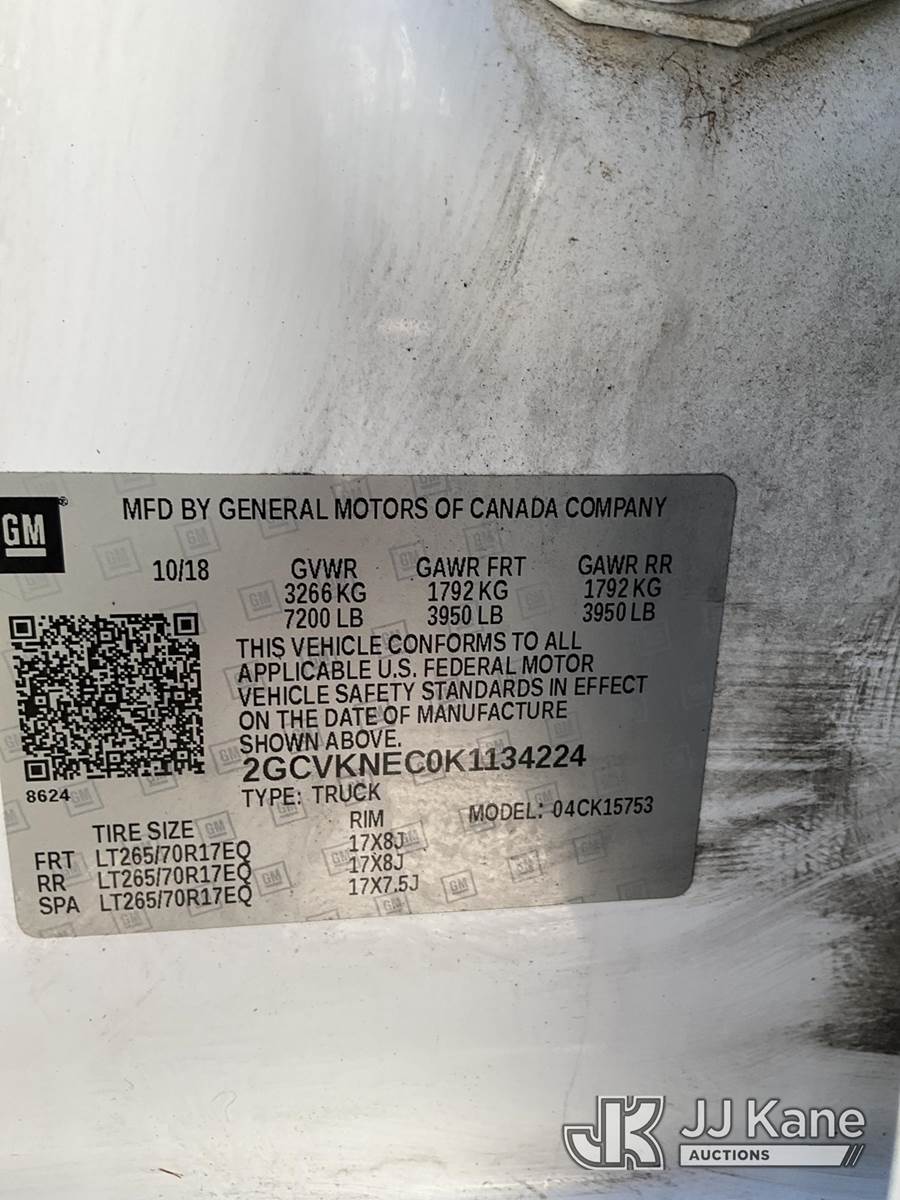 GM
MFD BY GENERAL MOTORS OF CANADA COMPANY
10/18 GVWR GAWR FRT GAWR RR
3266 KG 1792 KG 1792 KG
7200 LB 3950 LB 3950 LB
THIS VEHICLE CONFORMS TO ALL
APPLICABLE U.S. FEDERAL MOTOR
VEHICLE SAFETY STANDARDS IN EFFECT
ON THE DATE OF MANUFACTURE
SHOWN ABOVE.
2GCVKNEC0K1134224
8624
TYPE: TRUCK MODEL: 04CK15753
TIRE SIZE RIM
FRT LT265/70R17EQ 17X8J
RR LT265/70R17EQ 17X8J
SPA LT265/70R17EQ 17X7.5J
JK JJ Kane
AUCTIONS